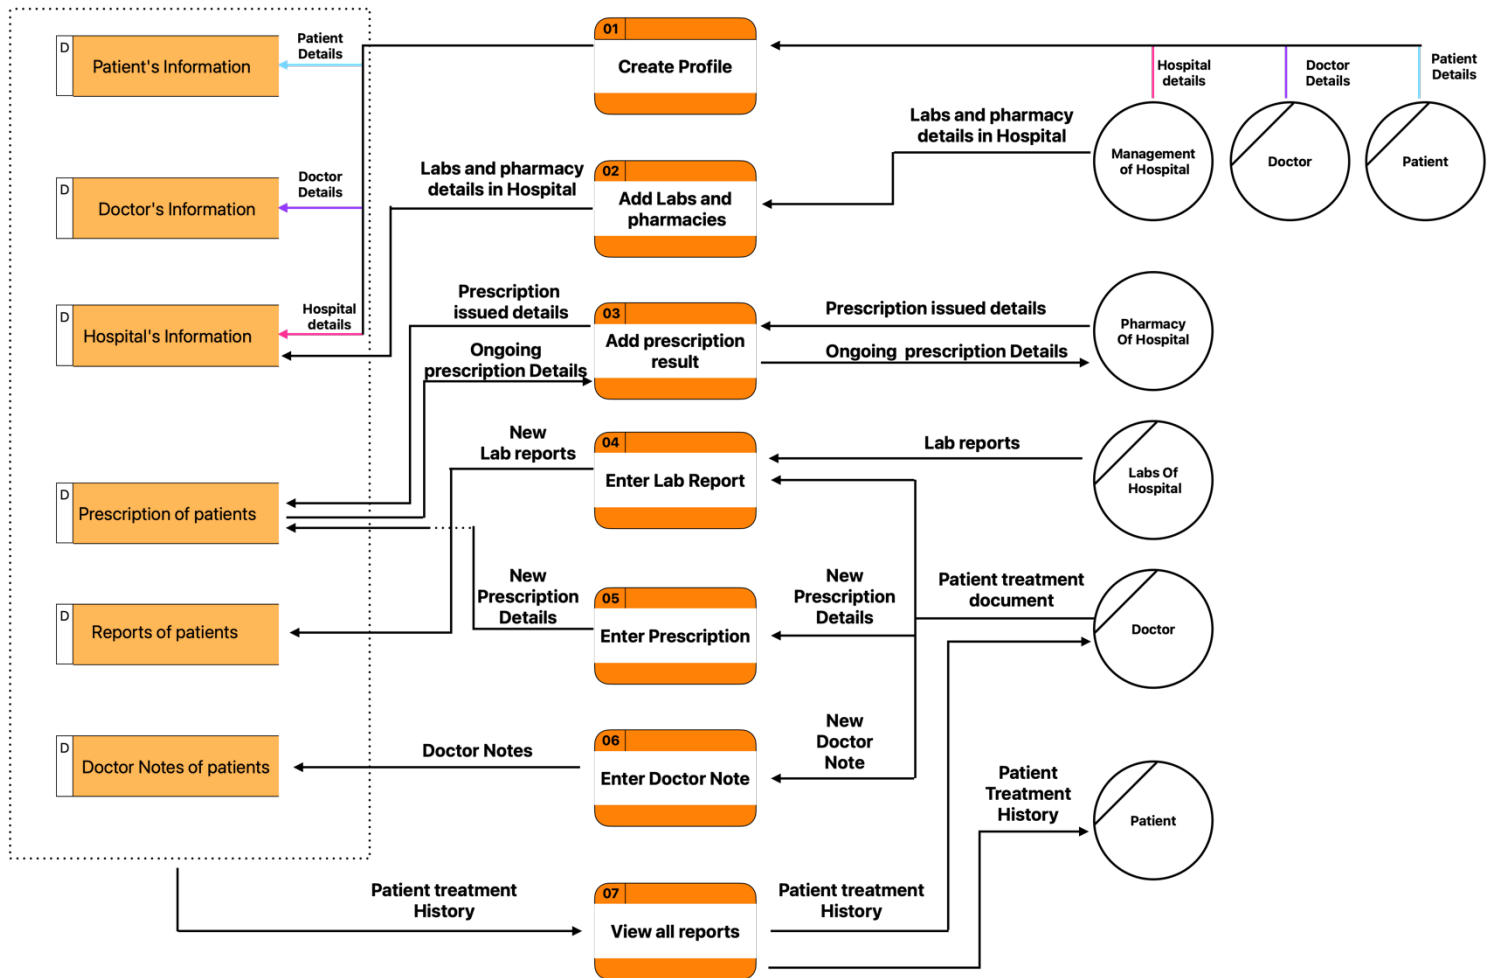 01
Create Profile
D
Patient's Information
Patient
Details
Hospital
details
Doctor
Details
Patient
Details
Labs and pharmacy
details in Hospital
Management
of Hospital
Doctor
Patient
D
Doctor's Information
Doctor
Details
Labs and pharmacy
details in Hospital
02
Add Labs and
pharmacies
D
Hospital's Information
Hospital
details
Prescription
issued details
Ongoing
prescription Details
03
Add prescription
result
Prescription issued details
Ongoing prescription Details
Pharmacy
Of Hospital
New
Lab reports
04
Enter Lab Report
Lab reports
Labs Of
Hospital
D
Prescription of patients
New
Prescription
Details
05
Enter Prescription
New
Prescription
Details
Patient treatment
document
Doctor
D
Reports of patients
D
Doctor Notes of patients
Doctor Notes
06
Enter Doctor Note
New
Doctor
Note
Patient
Treatment
History
Patient
Patient treatment
History
07
View all reports
Patient treatment
History